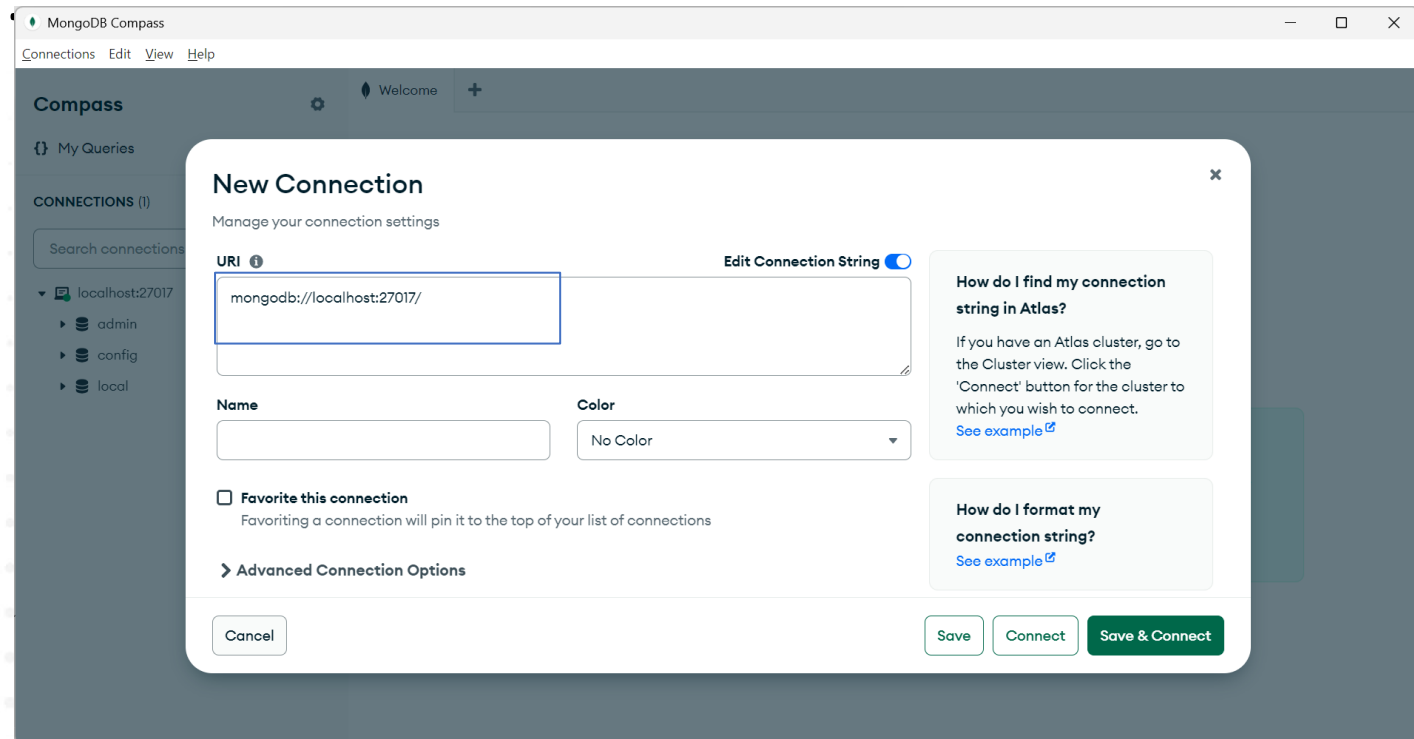 MongoDB Compass
Connections Edit View Help
Compass
Welcome
{} My Queries
CONNECTIONS (1)
Search connections
localhost:27017
admin
config
local
New Connection
Manage your connection settings
URI
Edit Connection String
mongodb://localhost:27017/
Name
Color
No Color
Favorite this connection
Favoriting a connection will pin it to the top of your list of connections
Advanced Connection Options
How do I find my connection
string in Atlas?
If you have an Atlas cluster, go to
the Cluster view. Click the
'Connect' button for the cluster to
which you wish to connect.
See example
How do I format my
connection string?
See example
Cancel
Save
Connect
Save & Connect